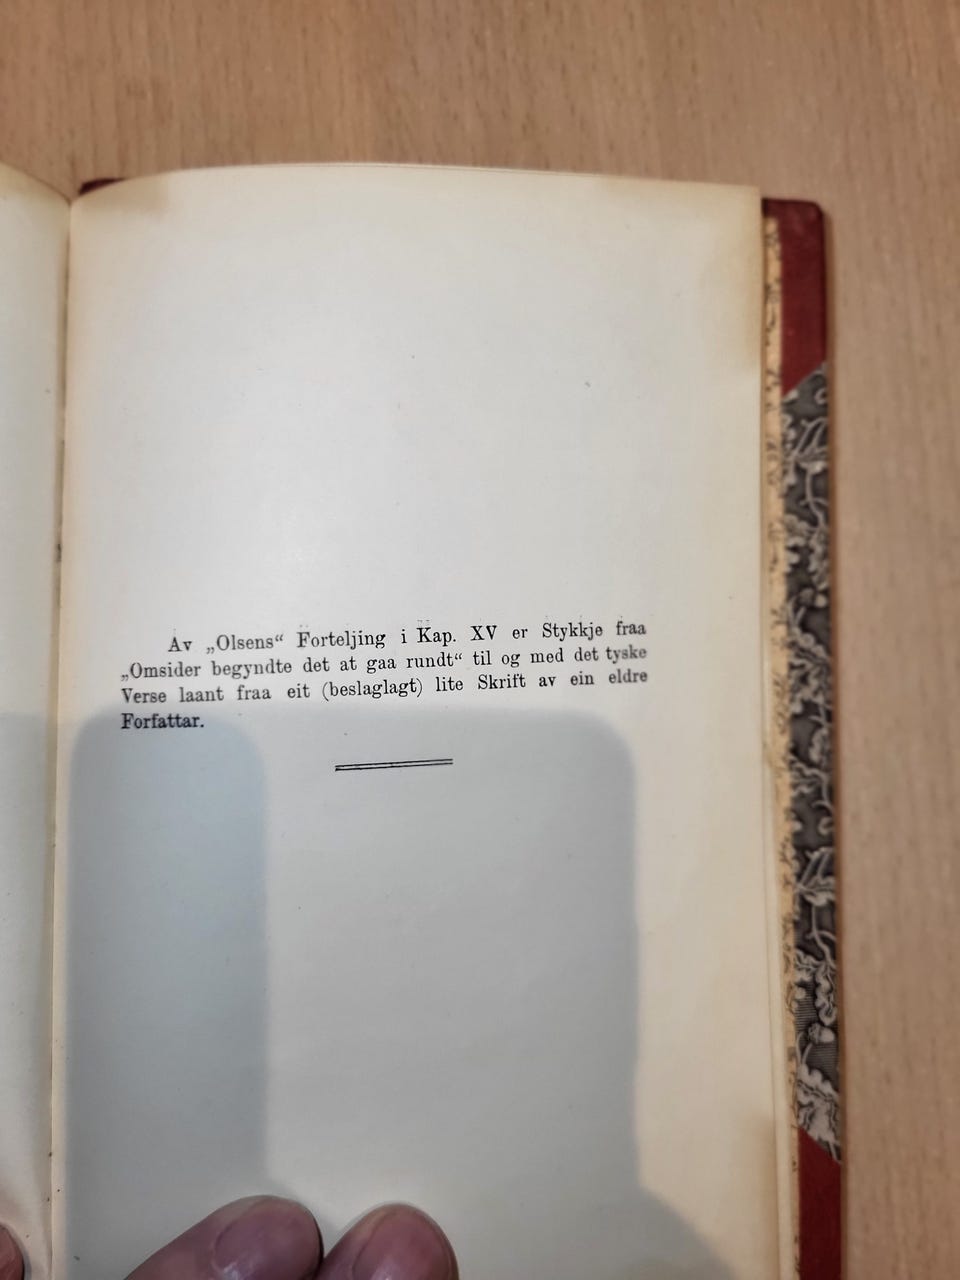 Av „Olsens“ Forteljing i Kap. XV er Stykkje fraa
„Omsider begyndte det at gaa rundt“ til og med det tyske
Verse laant fraa eit (beslaglagt) lite Skrift av ein eldre
Forfattar.